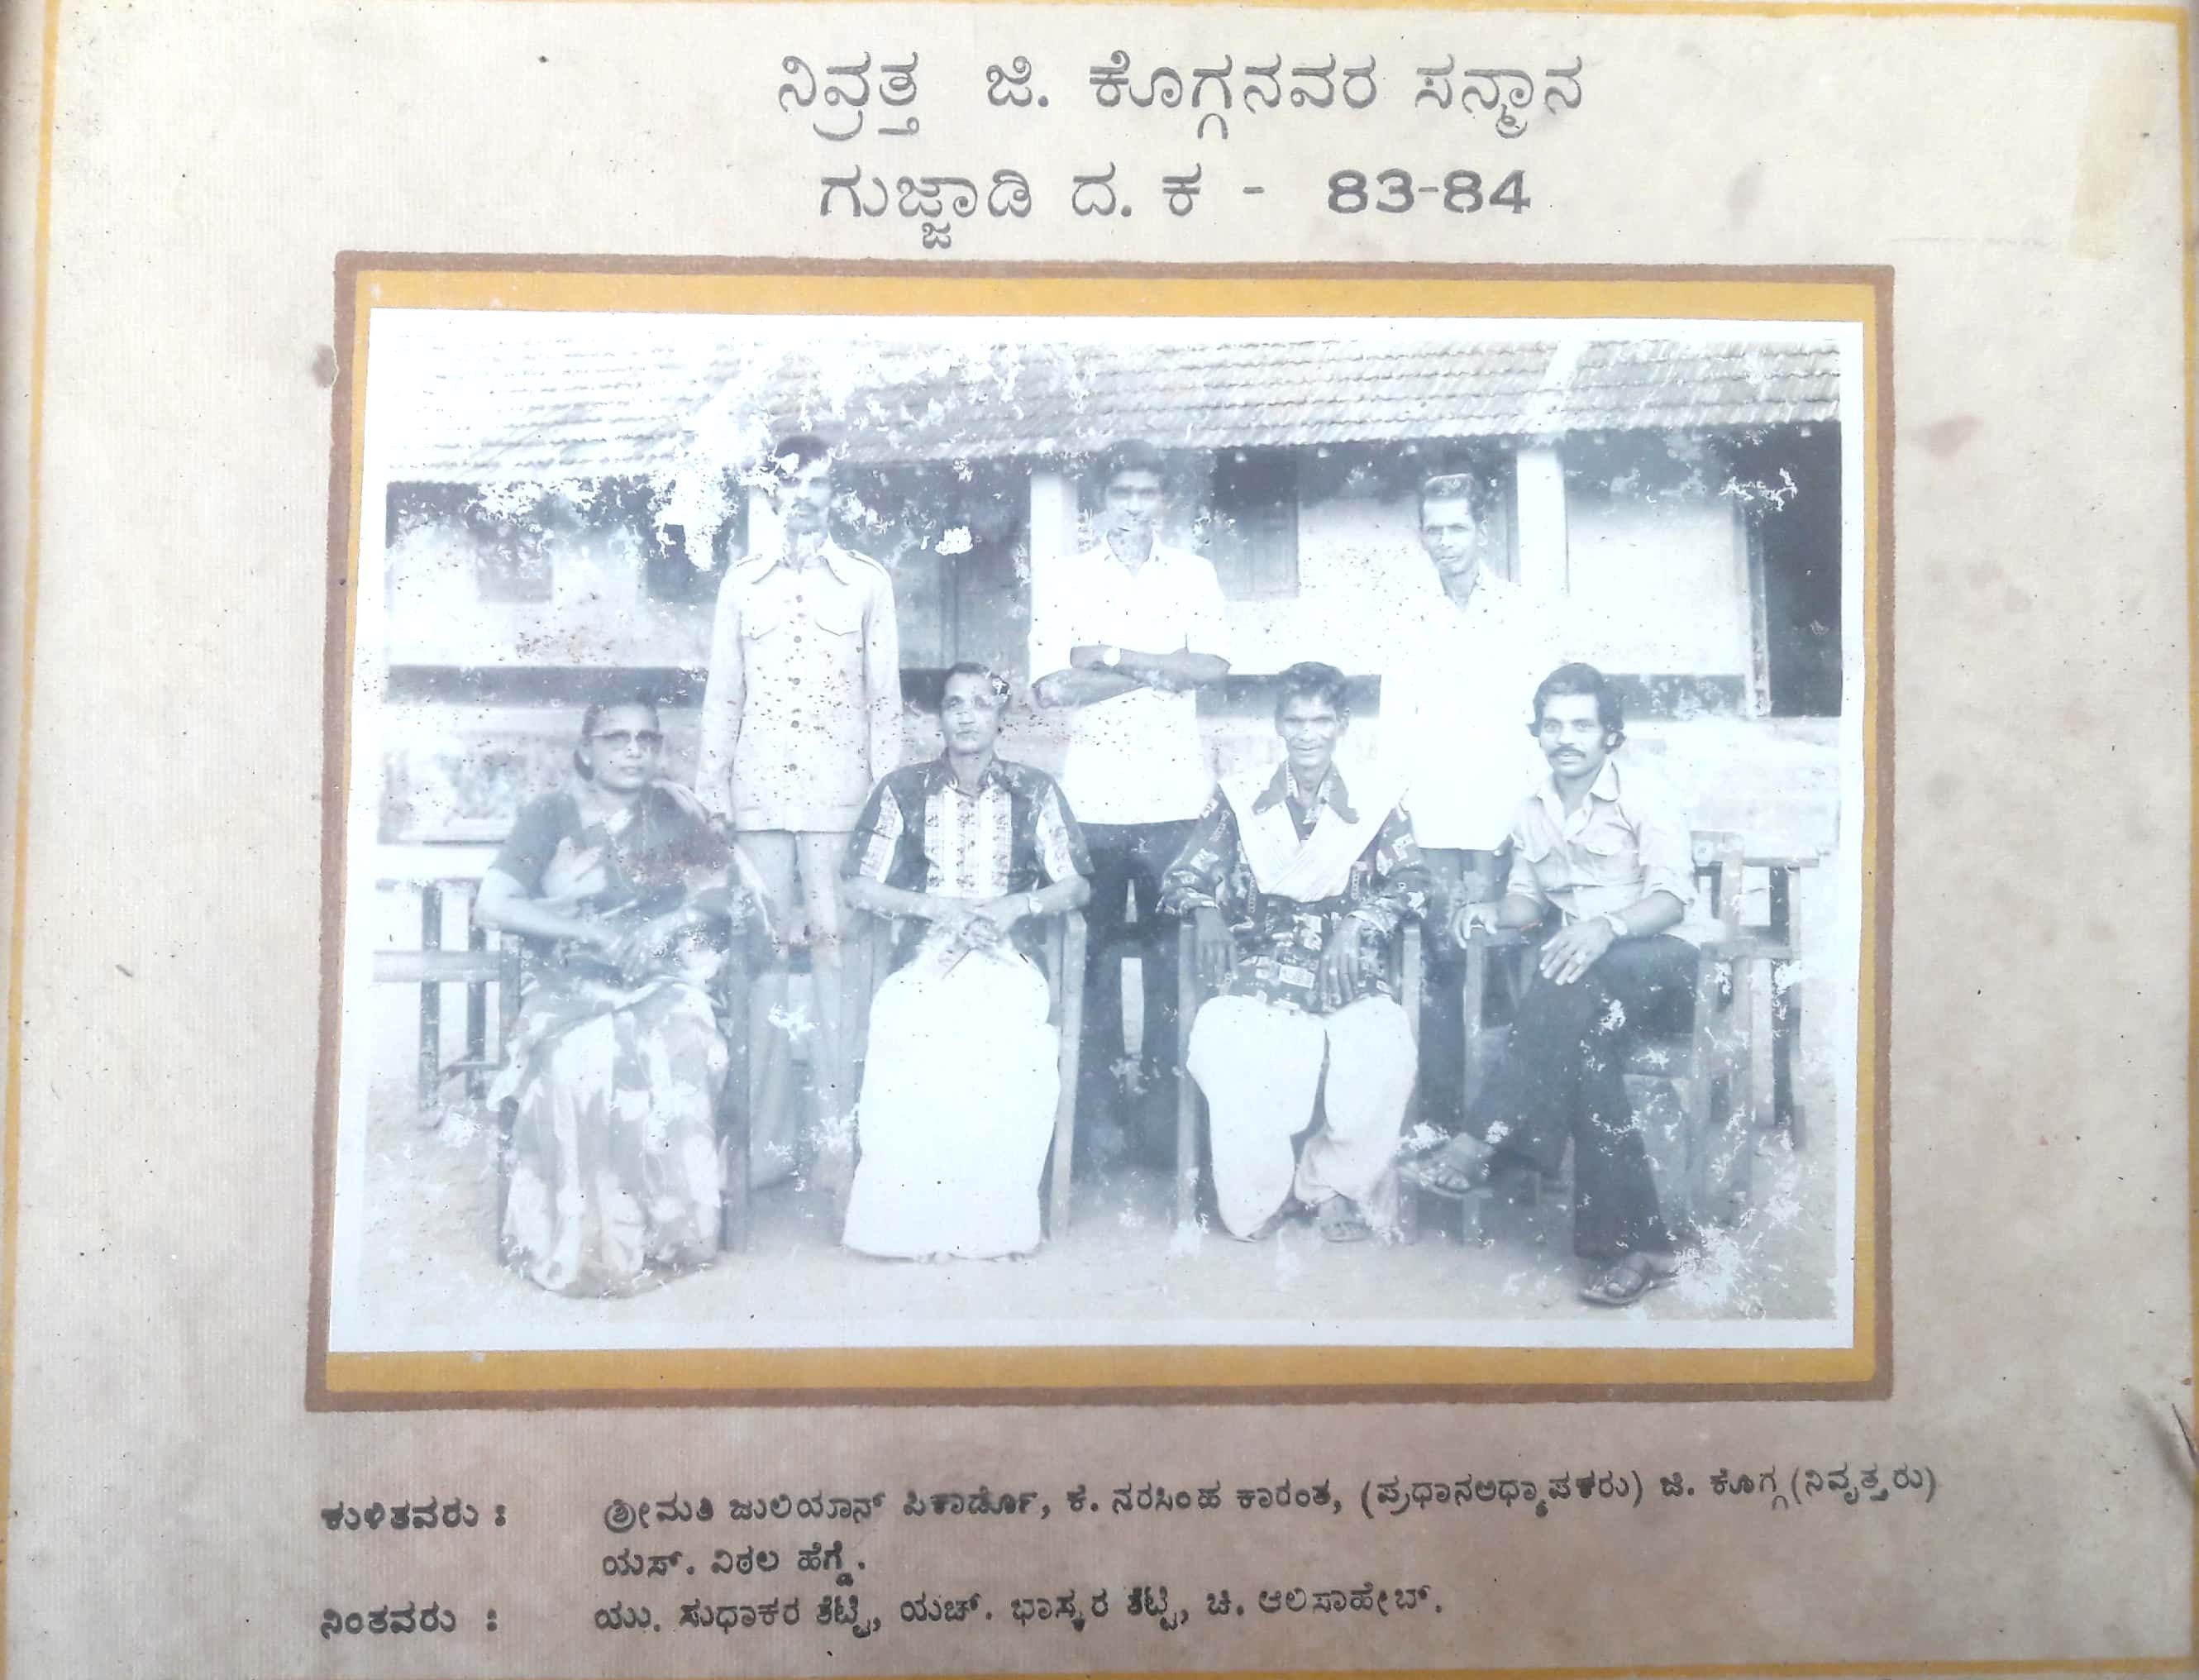 ನಿವ್ರತ್ತ ಜಿ. ಕೊಗ್ಗನವರ ಸನ್ಮಾನ
ಗುಜ್ಜಾಡಿ ದ. ಕ - 83-84
ಕುಳಿತವರು : ಶ್ರೀಮತಿ ಜುಲಿಯಾನ್ ಪಿಕಾರ್ಡೊ, ಕ. ನರಸಿಂಹ ಕಾರಂತ, (ಪ್ರಧಾನಅಧ್ಯಾಪಕರು) ಜಿ. ಕೊಗ್ಗ (ನಿವೃತ್ತರು)
ಯಸ್. ವಿಠಲ ಹೆಗ್ಡೆ.
ನಿಂತವರು : ಯು. ಸುಧಾಕರ ಶೆಟ್ಟಿ, ಯಚ್. ಭಾಸ್ಕರ ಶೆಟ್ಟಿ, ಚಿ. ಆಲಿಸಾಹೇಬ್.